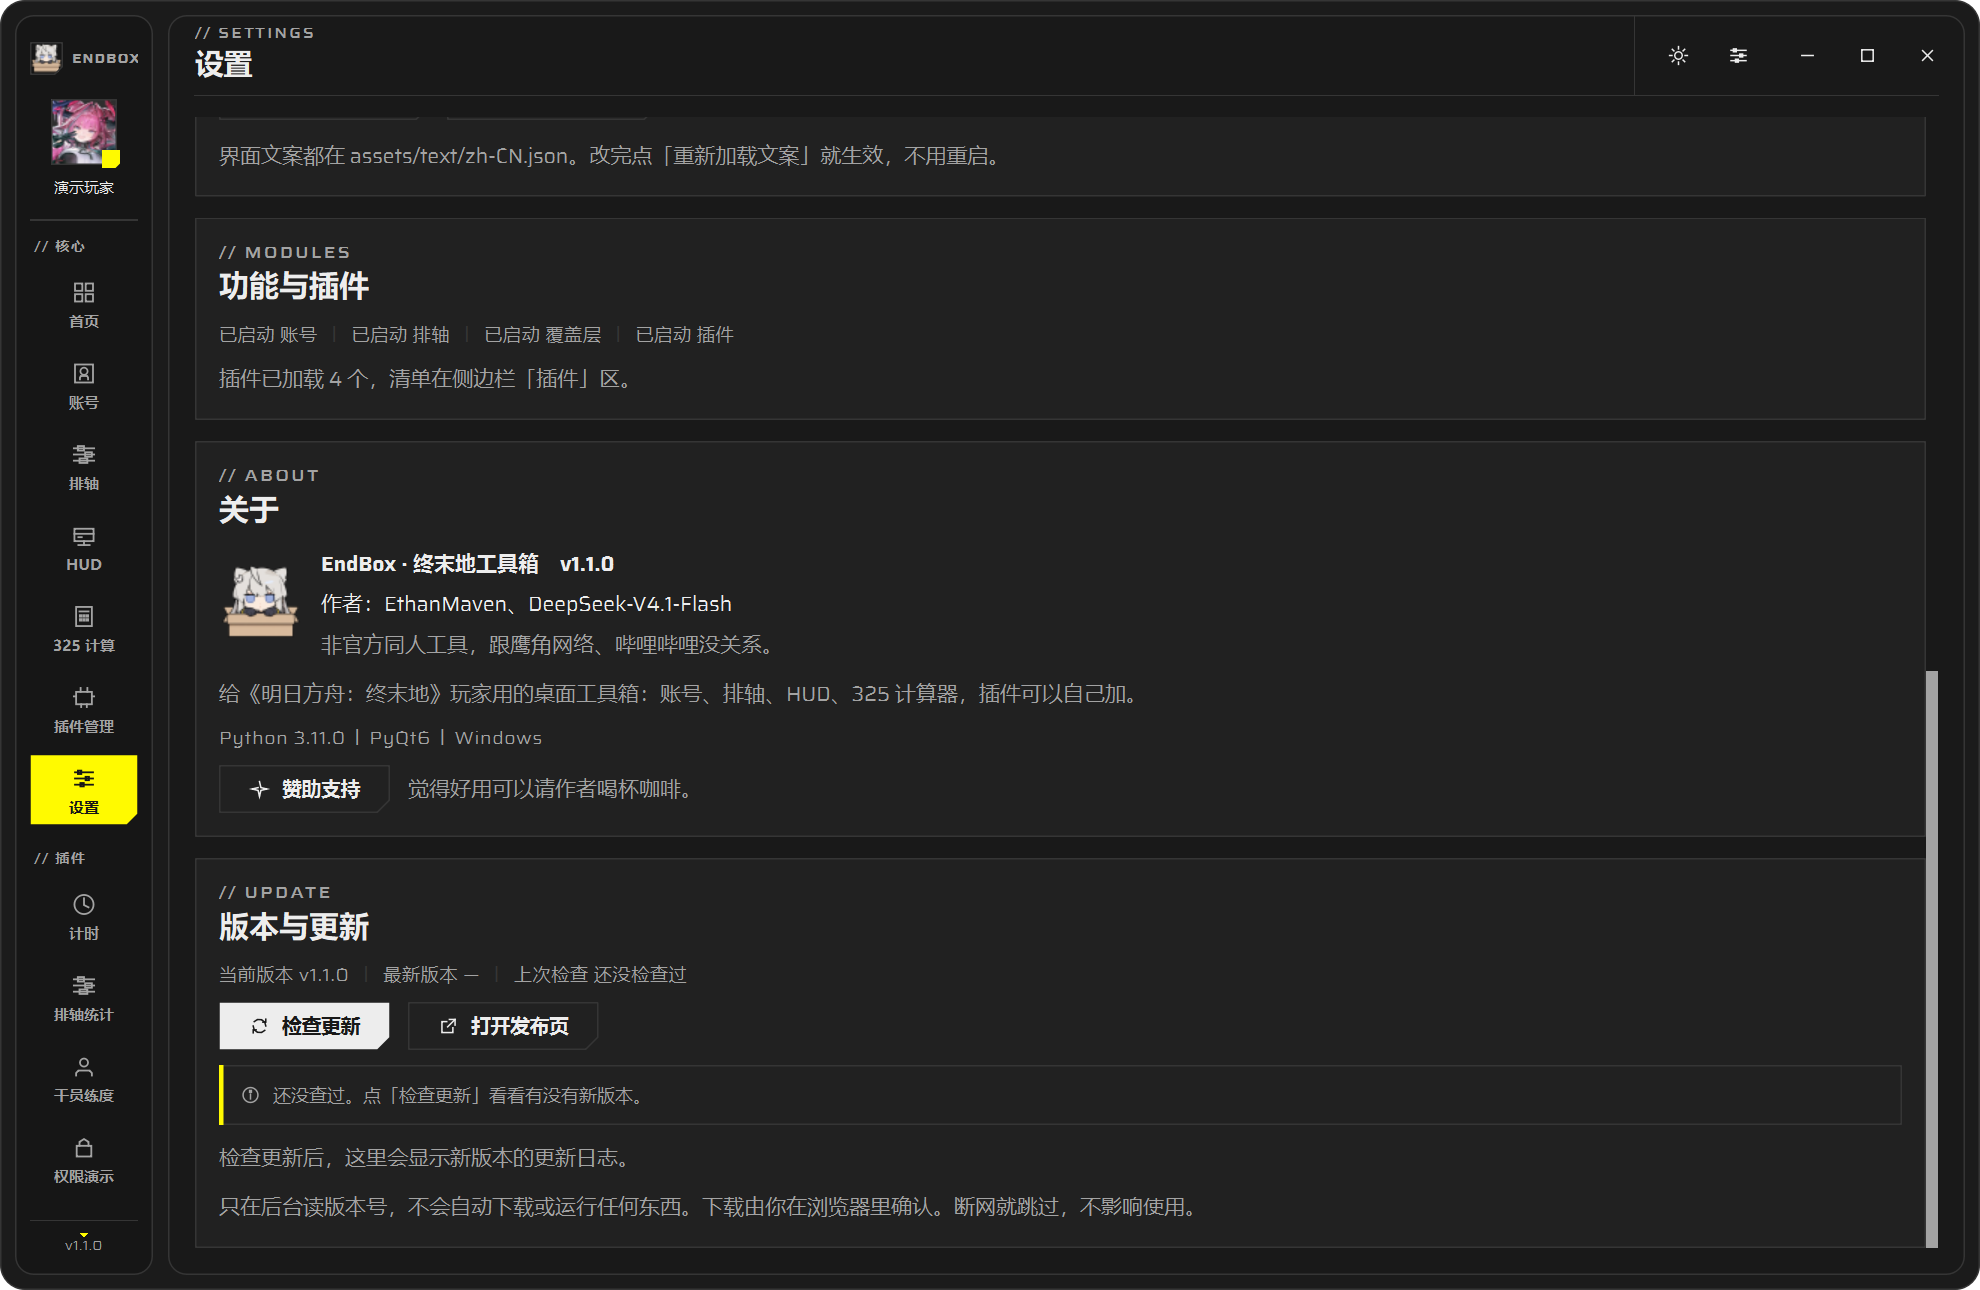 ENDBOX
演示玩家
// 核心
首页
账号
排轴
HUD
325 计算
插件管理
设置
// 插件
计时
排轴统计
干员练度
权限演示
v1.1.0
// SETTINGS
设置
界面文案都在 assets/text/zh-CN.json。改完点「重新加载文案」就生效，不用重启。
// MODULES
功能与插件
已启动 账号 | 已启动 排轴 | 已启动 覆盖层 | 已启动 插件
插件已加载 4 个，清单在侧边栏「插件」区。
// ABOUT
关于
EndBox · 终末地工具箱 v1.1.0
作者：EthanMaven、DeepSeek-V4.1-Flash
非官方同人工具，跟鹰角网络、哔哩哔哩没关系。
给《明日方舟：终末地》玩家用的桌面工具箱：账号、排轴、HUD、325 计算器，插件可以自己加。
Python 3.11.0 | PyQt6 | Windows
赞助支持 觉得好用可以请作者喝杯咖啡。
// UPDATE
版本与更新
当前版本 v1.1.0 | 最新版本 — | 上次检查 还没检查过
检查更新 打开发布页
还没查过。点「检查更新」看看有没有新版本。
检查更新后，这里会显示新版本的更新日志。
只在后台读版本号，不会自动下载或运行任何东西。下载由你在浏览器里确认。断网就跳过，不影响使用。